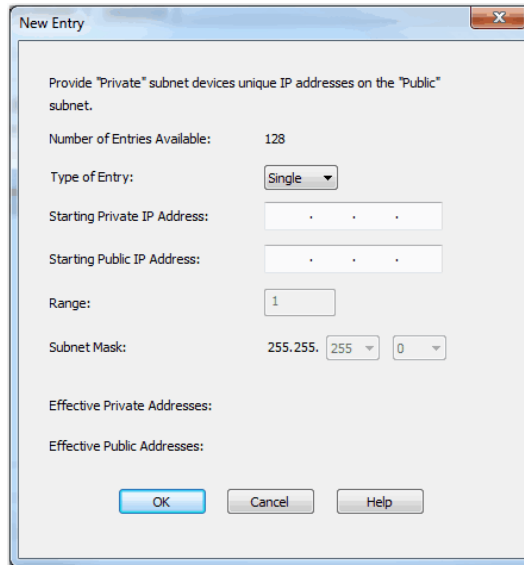 New Entry
Provide "Private" subnet devices unique IP addresses on the "Public"
subnet.
Number of Entries Available: 128
Type of Entry: Single
Starting Private IP Address: . . .
Starting Public IP Address: . . .
Range: 1
Subnet Mask: 255.255. 255 0
Effective Private Addresses:
Effective Public Addresses:
OK Cancel Help